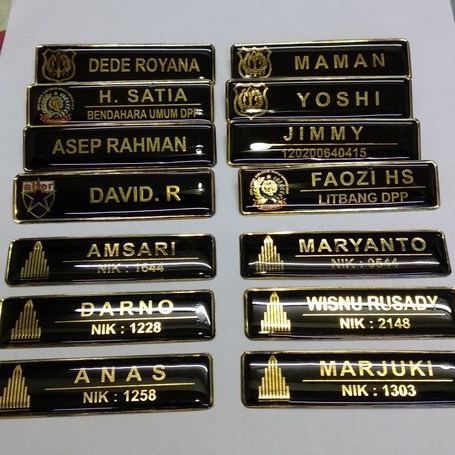 DEDE ROYANA
H. SATIA
BENDAHARA UMUM DPP
ASEP RAHMAN
DAVID. R
AMSARI
NIK : 1644
DARNO
NIK : 1228
ANAS
NIK : 1258
MAMAN
YOSHI
JIMMY
120200640415
FAOZI HS
LITBANG DPP
MARYANTO
NIK : 0544
WISNU RUSADY
NIK : 2148
MARJUKI
NIK : 1303